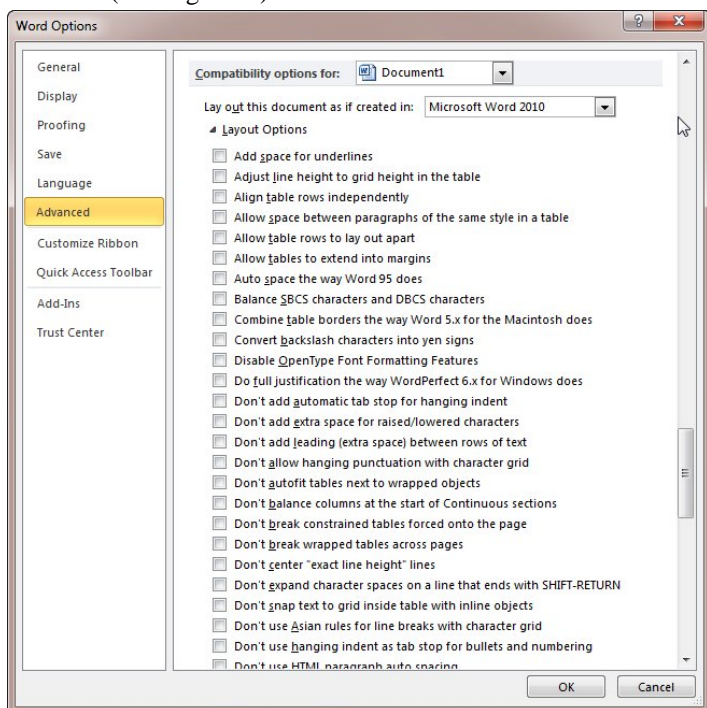 Word Options
General
Display
Proofing
Save
Language
Advanced
Customize Ribbon
Quick Access Toolbar
Add-Ins
Trust Center
Compatibility options for: Document1
Lay out this document as if created in: Microsoft Word 2010
Layout Options
Add space for underlines
Adjust line height to grid height in the table
Align table rows independently
Allow space between paragraphs of the same style in a table
Allow table rows to lay out apart
Allow tables to extend into margins
Auto space the way Word 95 does
Balance SBCS characters and DBCS characters
Combine table borders the way Word 5.x for the Macintosh does
Convert backslash characters into yen signs
Disable OpenType Font Formatting Features
Do full justification the way WordPerfect 6.x for Windows does
Don't add automatic tab stop for hanging indent
Don't add extra space for raised/lowered characters
Don't add leading (extra space) between rows of text
Don't allow hanging punctuation with character grid
Don't autofit tables next to wrapped objects
Don't balance columns at the start of Continuous sections
Don't break constrained tables forced onto the page
Don't break wrapped tables across pages
Don't center "exact line height" lines
Don't expand character spaces on a line that ends with SHIFT-RETURN
Don't snap text to grid inside table with inline objects
Don't use Asian rules for line breaks with character grid
Don't use hanging indent as tab stop for bullets and numbering
Don't use HTML paragraph auto spacing
OK Cancel